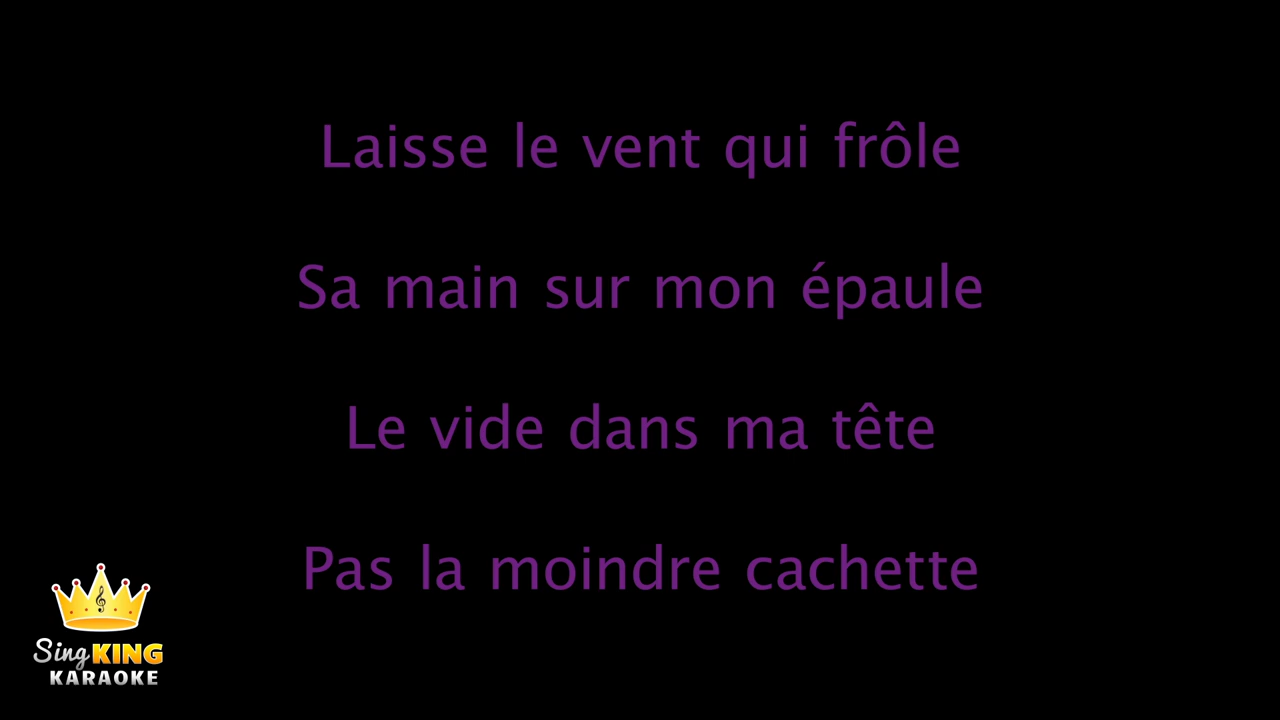 Laisse le vent qui frôle
Sa main sur mon épaule
Le vide dans ma tête
Pas la moindre cachette
Sing KING
KARAOKE